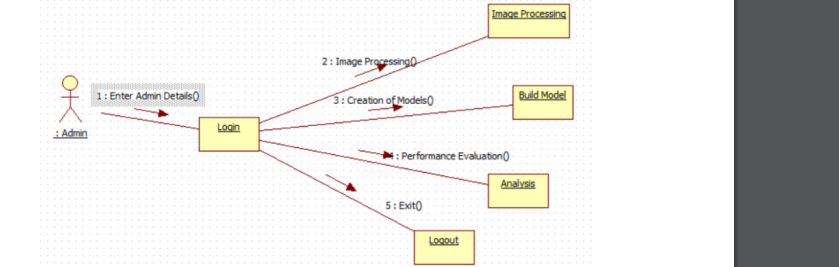 Image Processing
2 : Image Processing()
1 : Enter Admin Details()
3 : Creation of Models()
Build Model
: Admin
Login
4 : Performance Evaluation()
Analysis
5 : Exit()
Logout